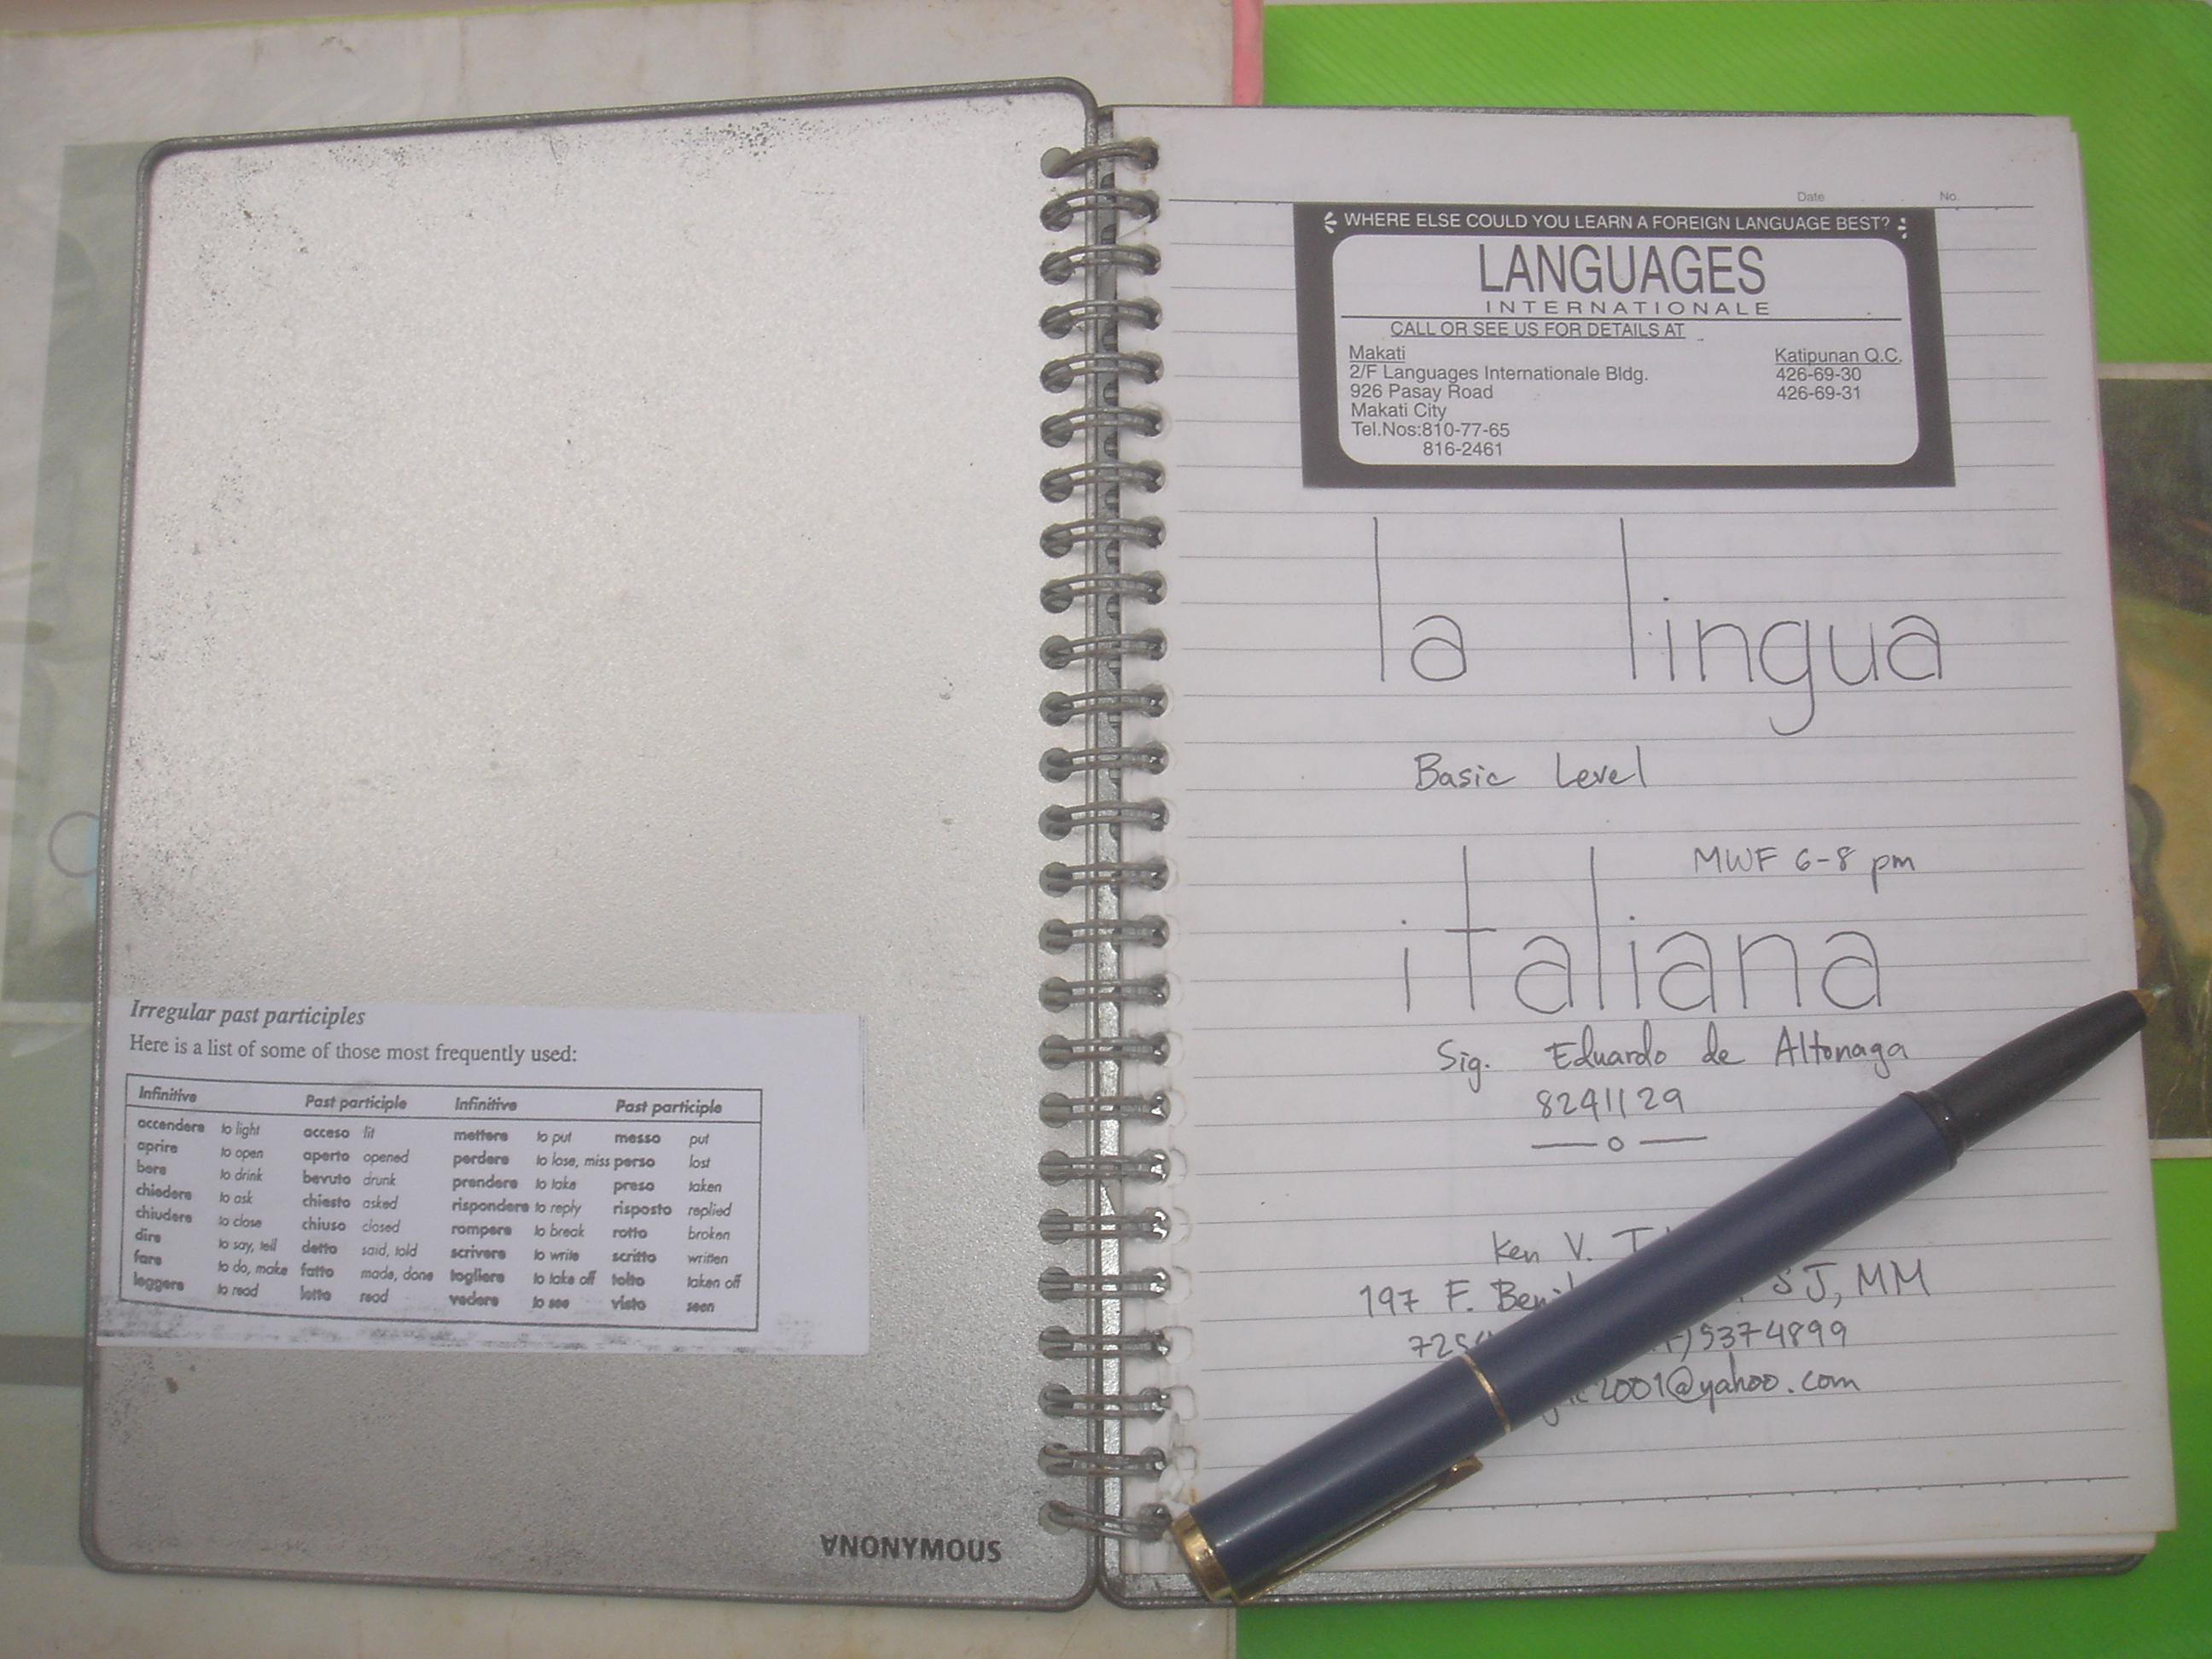 Irregular past participles
Here is a list of some of those most frequently used:
Infinitive Past participle Infinitive Past participle
accendere to light acceso lit mettere to put messo put
aprire to open aperto opened perdere to lose, miss perso lost
bere to drink bevuto drunk prendere to take preso taken
chiedere to ask chiesto asked rispondere to reply risposto replied
chiudere to close chiuso closed rompere to break rotto broken
dire to say, tell detto said, told scrivere to write scritto written
fare to do, make fatto made, done togliere to take off tolto taken off
leggere to read letto read vedere to see visto seen
ANONYMOUS
Date No.
WHERE ELSE COULD YOU LEARN A FOREIGN LANGUAGE BEST?
LANGUAGES
INTERNATIONALE
CALL OR SEE US FOR DETAILS AT
Makati Katipunan Q.C.
2/F Languages Internationale Bldg. 426-69-30
926 Pasay Road 426-69-31
Makati City
Tel.Nos:810-77-65
816-2461
la lingua
Basic Level
MWF 6-8 pm
italiana
Sig. Eduardo de Altonaga
8241129
Ken V.
197 F. SJ, MM
5374899
2001@yahoo.com